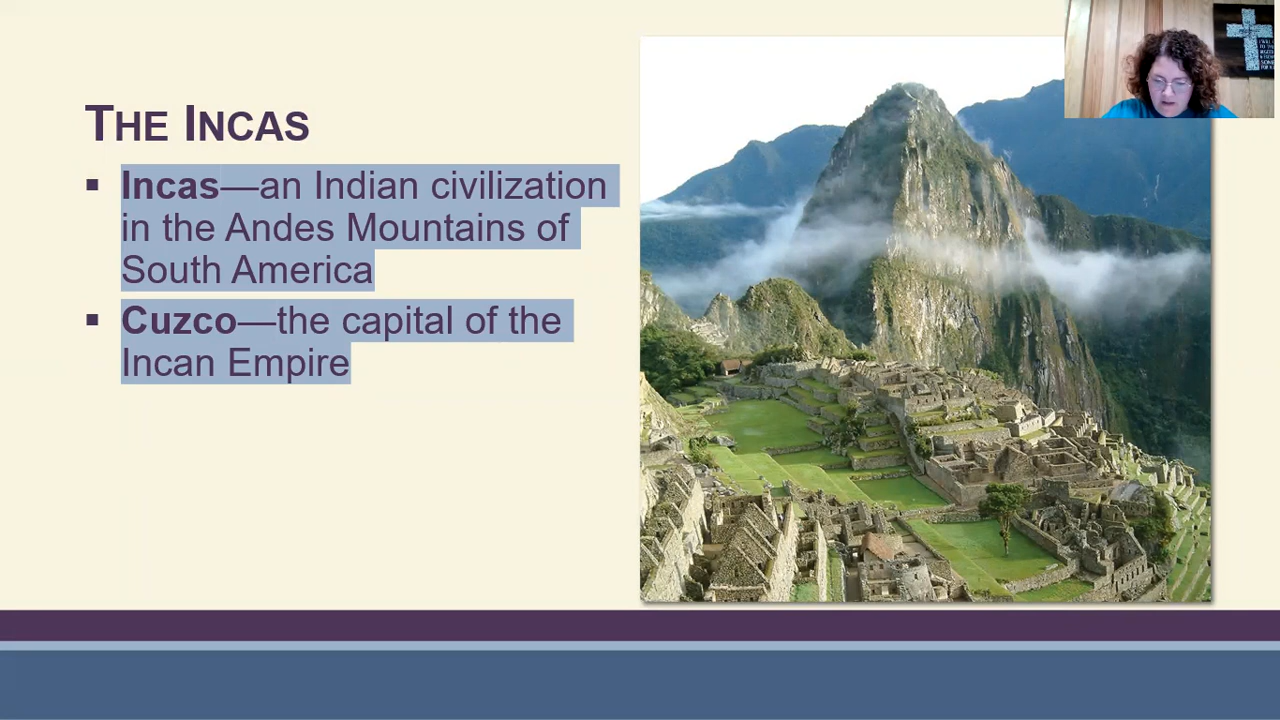 THE INCAS
▪ Incas—an Indian civilization
in the Andes Mountains of
South America
▪ Cuzco—the capital of the
Incan Empire